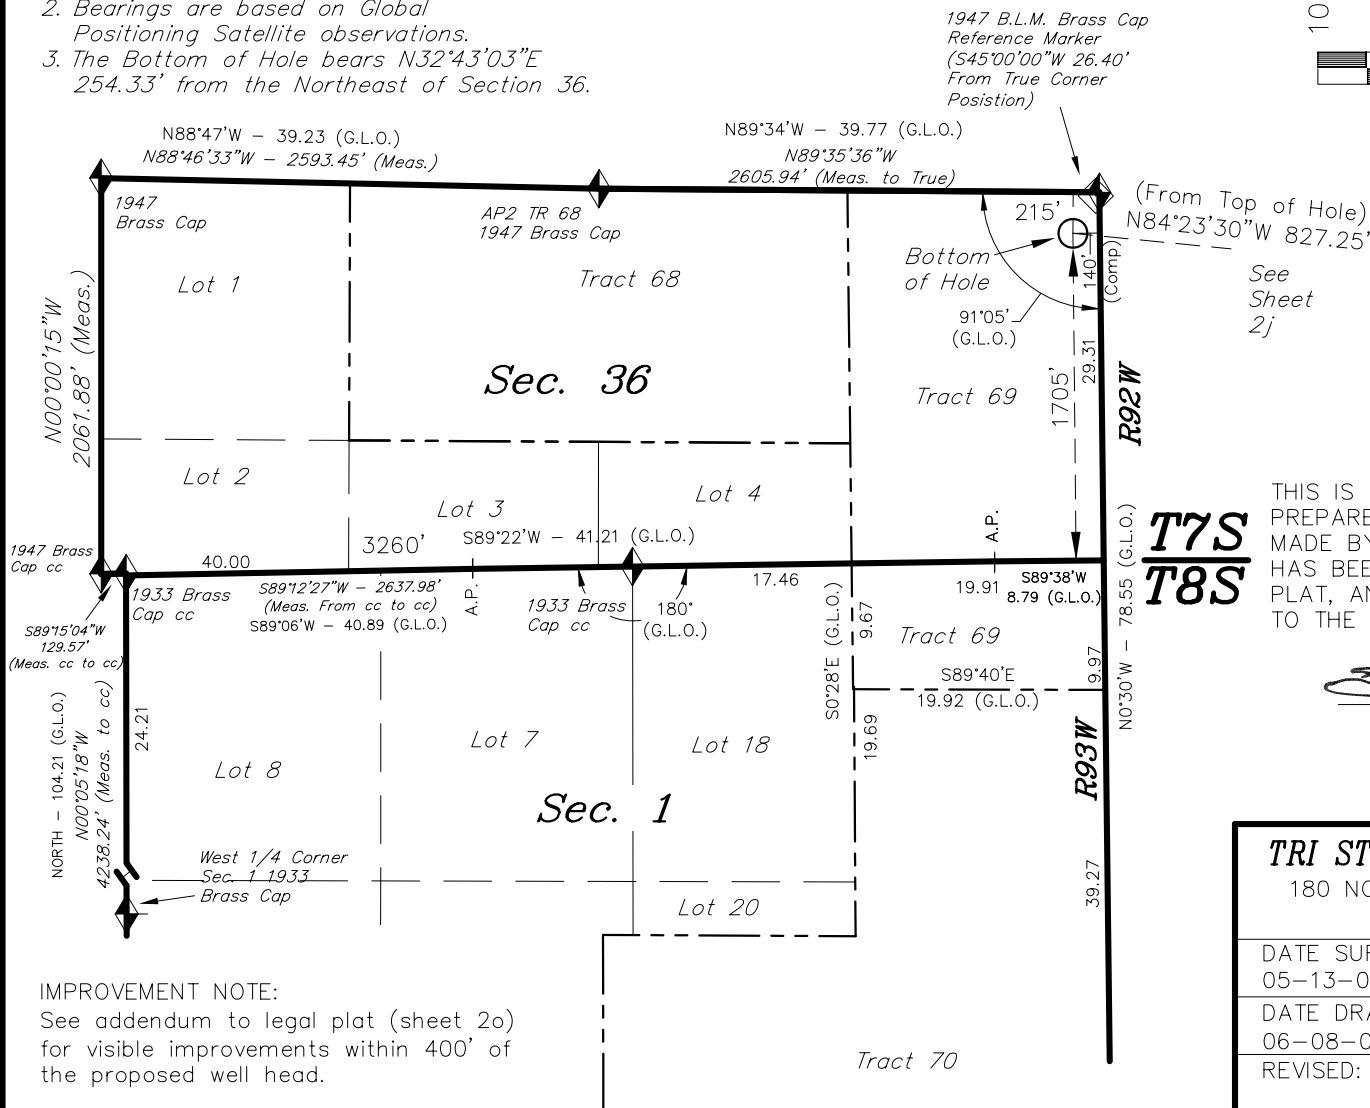 2. Bearings are based on Global
Positioning Satellite observations.
3. The Bottom of Hole bears N32°43'03"E
254.33' from the Northeast of Section 36.
1947 B.L.M. Brass Cap
Reference Marker
(S45°00'00"W 26.40'
From True Corner
Posistion)
10
N88°47'W – 39.23 (G.L.O.)
N88°46'33"W – 2593.45' (Meas.)
N89°34'W – 39.77 (G.L.O.)
N89°35'36"W
2605.94' (Meas. to True)
1947
Brass Cap
AP2 TR 68
1947 Brass Cap
215'
(From Top of Hole)
N84°23'30"W 827.25'
See
Sheet
2j
Bottom
of Hole
140'
(Comp)
91°05'
(G.L.O.)
Lot 1
Tract 68
N00°00'15"W
2061.88' (Meas.)
Sec. 36
Tract 69
1705'
29.31
R92W
Lot 2
Lot 3
Lot 4
3260'
S89°22'W – 41.21 (G.L.O.)
A.P.
1947 Brass
Cap cc
40.00
1933 Brass
Cap cc
S89°12'27"W – 2637.98'
(Meas. From cc to cc)
S89°06'W – 40.89 (G.L.O.)
A.P.
1933 Brass
Cap cc
180°
(G.L.O.)
17.46
19.91
S89°38'W
8.79 (G.L.O.)
T7S
T8S
N0°30'W – 78.55 (G.L.O.)
THIS IS
PREPARE
MADE BY
HAS BEE
PLAT, AN
TO THE
S89°15'04"W
129.57'
(Meas. cc to cc)
S0°28'E (G.L.O.)
9.67
Tract 69
9.97
S89°40'E
19.92 (G.L.O.)
19.69
NORTH – 104.21 (G.L.O.)
N00°05'18"W
4238.24' (Meas. to cc)
24.21
Lot 8
Lot 7
Lot 18
Sec. 1
R93W
39.27
West 1/4 Corner
Sec. 1 1933
Brass Cap
Lot 20
TRI ST
180 NO
DATE SUR
05–13–0
DATE DRA
06–08–0
REVISED:
IMPROVEMENT NOTE:
See addendum to legal plat (sheet 2o)
for visible improvements within 400' of
the proposed well head.
Tract 70